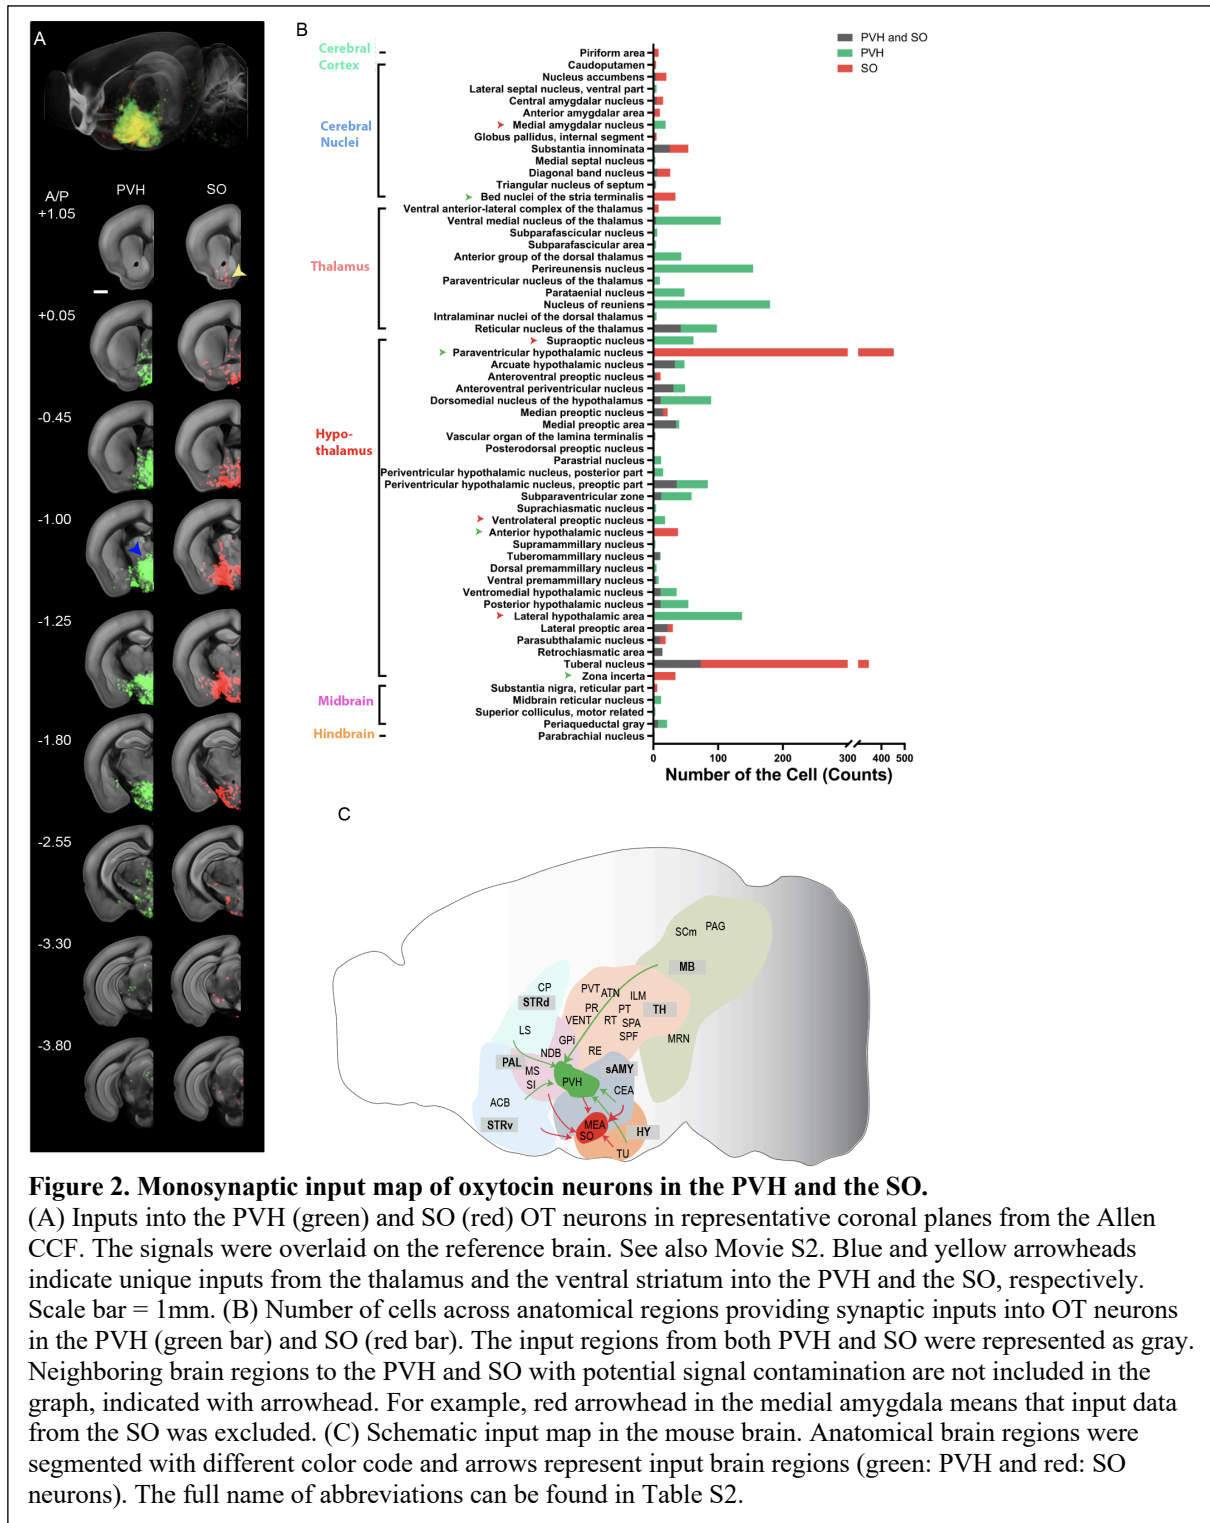 A
A/P
PVH
SO
+1.05
+0.05
-0.45
-1.00
-1.25
-1.80
-2.55
-3.30
-3.80
B
PVH and SO
PVH
SO
Cerebral
Cortex
Cerebral
Nuclei
Thalamus
Hypo-
thalamus
Midbrain
Hindbrain
Piriform area
Caudoputamen
Nucleus accumbens
Lateral septal nucleus, ventral part
Central amygdalar nucleus
Anterior amygdalar area
Medial amygdalar nucleus
Globus pallidus, internal segment
Substantia innominata
Medial septal nucleus
Diagonal band nucleus
Triangular nucleus of septum
Bed nuclei of the stria terminalis
Ventral anterior-lateral complex of the thalamus
Ventral medial nucleus of the thalamus
Subparafascicular nucleus
Subparafascicular area
Anterior group of the dorsal thalamus
Perireunensis nucleus
Paraventricular nucleus of the thalamus
Parataenial nucleus
Nucleus of reuniens
Intralaminar nuclei of the dorsal thalamus
Reticular nucleus of the thalamus
Supraoptic nucleus
Paraventricular hypothalamic nucleus
Arcuate hypothalamic nucleus
Anteroventral preoptic nucleus
Anteroventral periventricular nucleus
Dorsomedial nucleus of the hypothalamus
Median preoptic nucleus
Medial preoptic area
Vascular organ of the lamina terminalis
Posterodorsal preoptic nucleus
Parastrial nucleus
Periventricular hypothalamic nucleus, posterior part
Periventricular hypothalamic nucleus, preoptic part
Subparaventricular zone
Suprachiasmatic nucleus
Ventrolateral preoptic nucleus
Anterior hypothalamic nucleus
Supramammillary nucleus
Tuberomammillary nucleus
Dorsal premammillary nucleus
Ventral premammillary nucleus
Ventromedial hypothalamic nucleus
Posterior hypothalamic nucleus
Lateral hypothalamic area
Lateral preoptic area
Parasubthalamic nucleus
Retrochiasmatic area
Tuberal nucleus
Zona incerta
Substantia nigra, reticular part
Midbrain reticular nucleus
Superior colliculus, motor related
Periaqueductal gray
Parabrachial nucleus
0 100 200 300 400 500
Number of the Cell (Counts)
C
SCm PAG
MB
CP
STRd
PVT ATN ILM
PR PT TH
VENT RT SPA
SPF
LS
GPi
MRN
NDB RE
PAL
MS
sAMY
SI PVH
CEA
ACB
STRv
MEA
SO
HY
TU
Figure 2. Monosynaptic input map of oxytocin neurons in the PVH and the SO.
(A) Inputs into the PVH (green) and SO (red) OT neurons in representative coronal planes from the Allen
CCF. The signals were overlaid on the reference brain. See also Movie S2. Blue and yellow arrowheads
indicate unique inputs from the thalamus and the ventral striatum into the PVH and the SO, respectively.
Scale bar = 1mm. (B) Number of cells across anatomical regions providing synaptic inputs into OT neurons
in the PVH (green bar) and SO (red bar). The input regions from both PVH and SO were represented as gray.
Neighboring brain regions to the PVH and SO with potential signal contamination are not included in the
graph, indicated with arrowhead. For example, red arrowhead in the medial amygdala means that input data
from the SO was excluded. (C) Schematic input map in the mouse brain. Anatomical brain regions were
segmented with different color code and arrows represent input brain regions (green: PVH and red: SO
neurons). The full name of abbreviations can be found in Table S2.